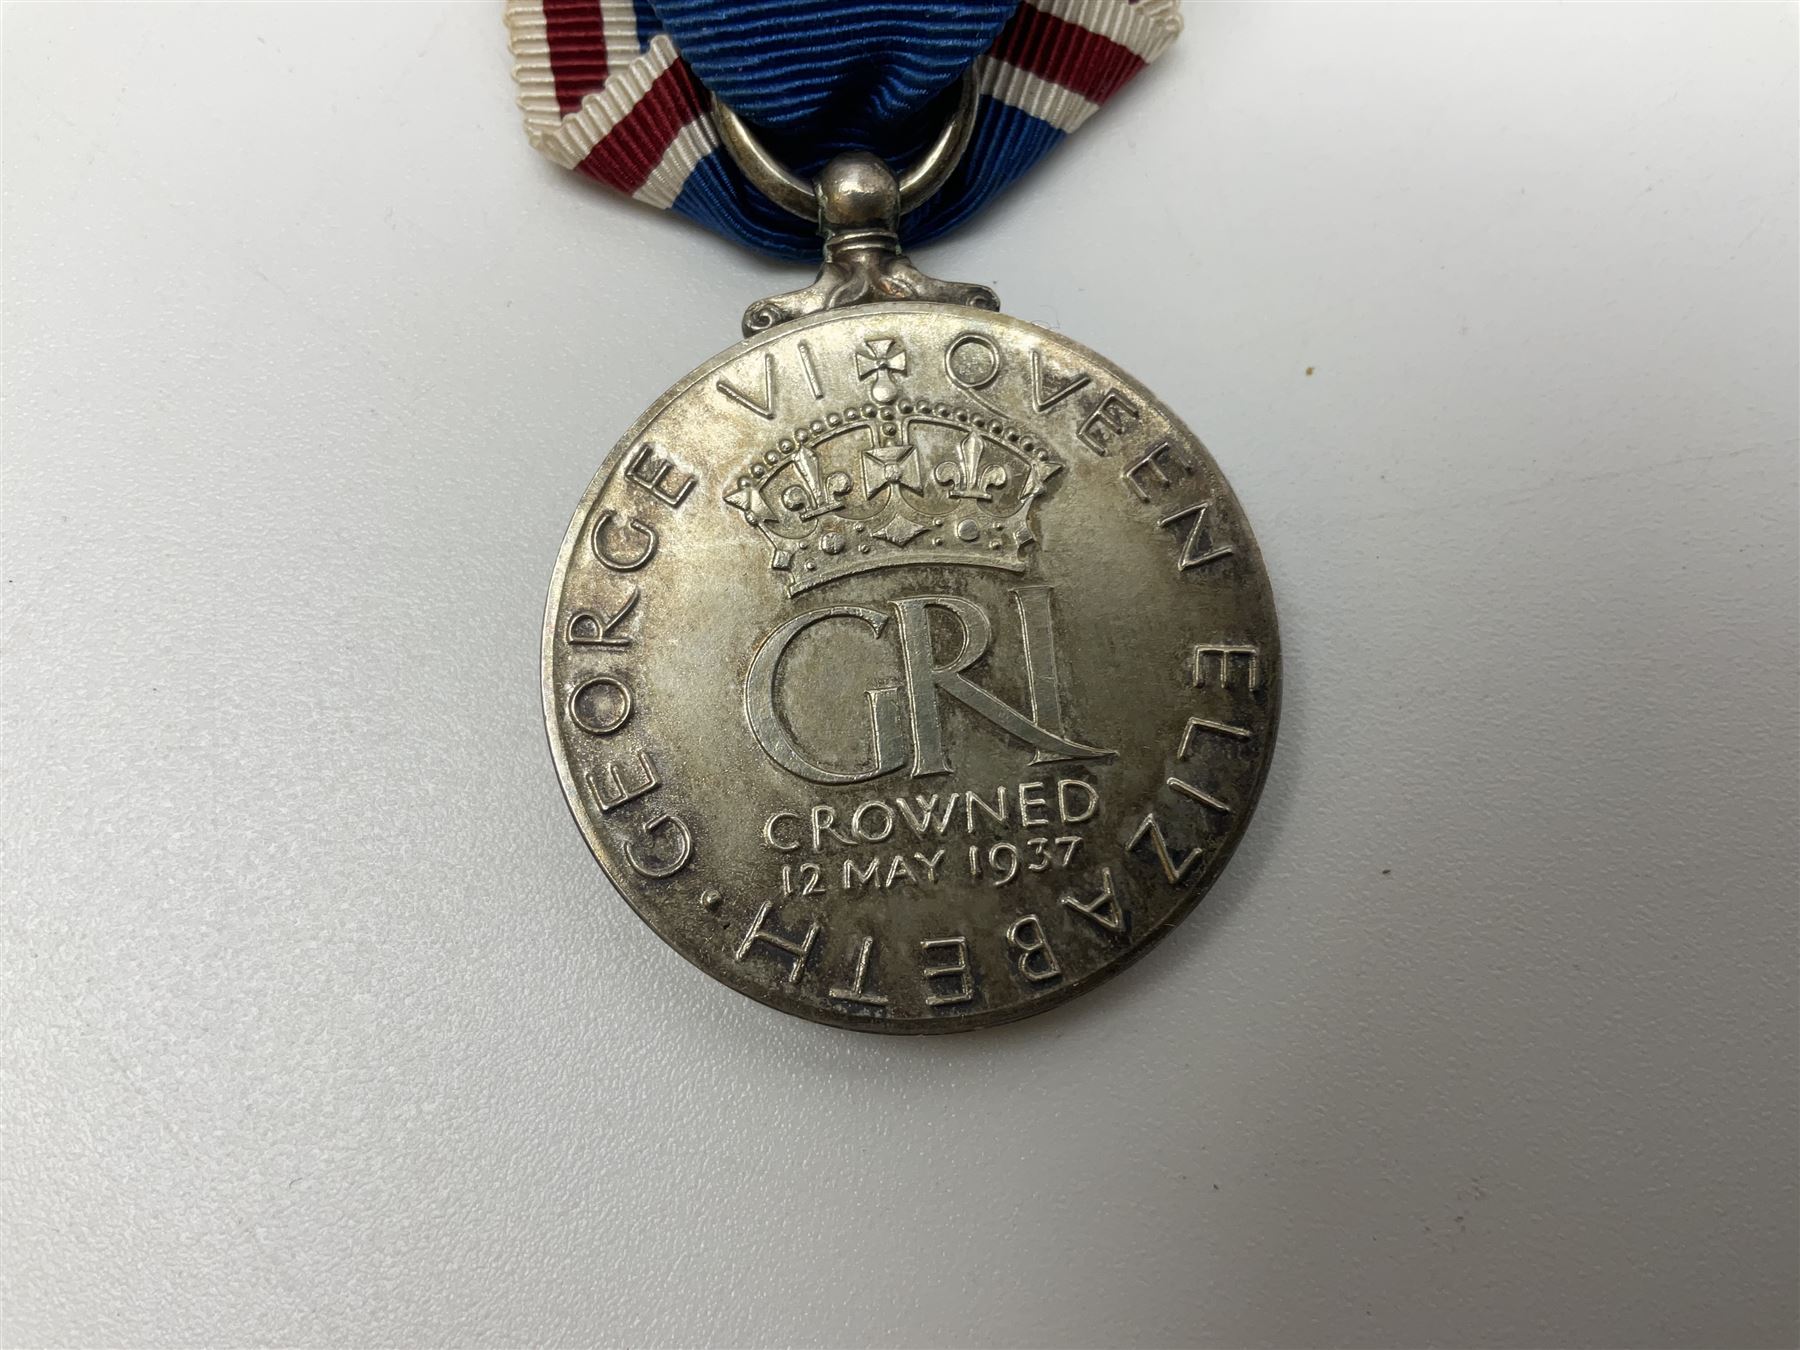 GEORGE VI QVEEN ELIZABETH.
GRI
CROWNED
12 MAY 1937